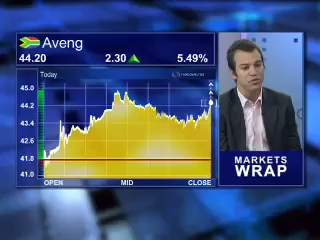 Aveng
44.20 2.30 5.49%
Today
45.0
44.2
43.4
42.6
41.8
41.0
OPEN MID CLOSE
MARKETS
WRAP